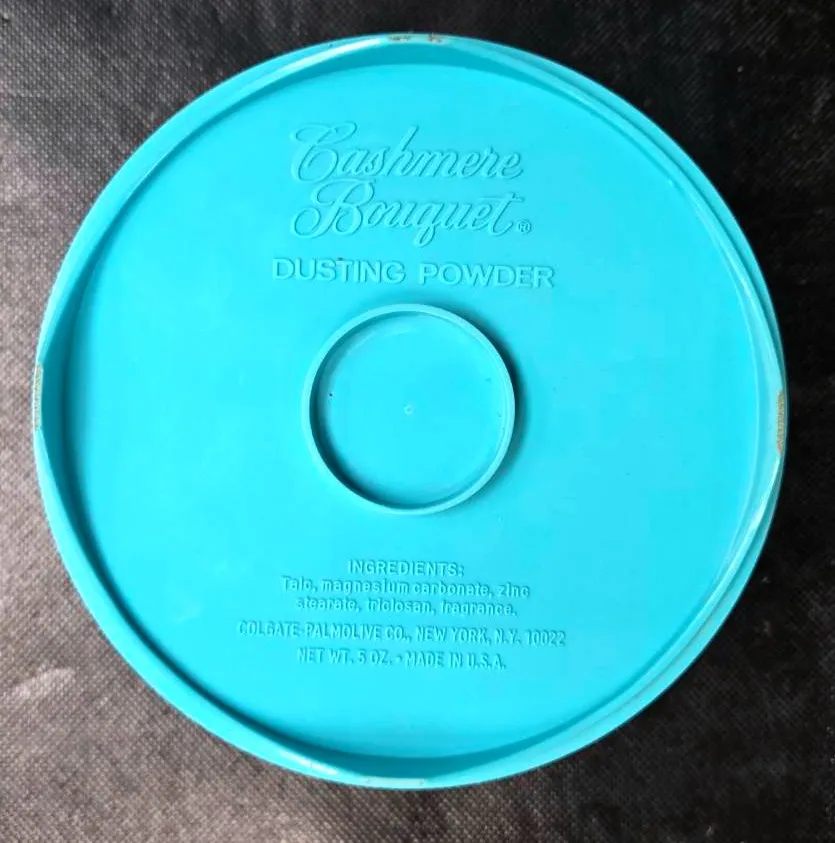 Cashmere
Bouquet®
DUSTING POWDER
INGREDIENTS:
Talc, magnesium carbonate, zinc
stearate, triclosan, fragrance.
COLGATE-PALMOLIVE CO., NEW YORK, N.Y. 10022
NET WT. 5 OZ. • MADE IN U.S.A.